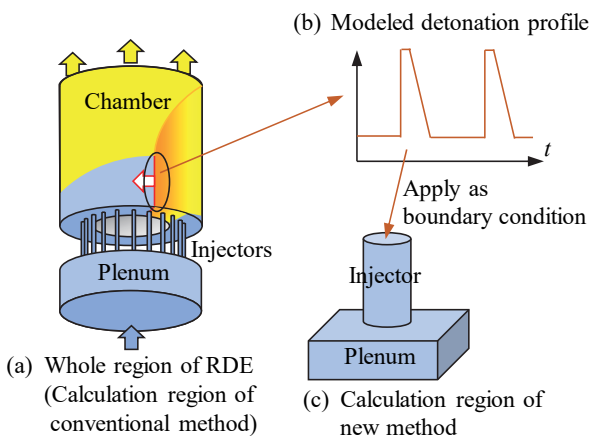 (b) Modeled detonation profile
Chamber
t
Apply as
boundary condition
Injectors
Plenum
Injector
Plenum
(a) Whole region of RDE
(Calculation region of
conventional method)
(c) Calculation region of
new method